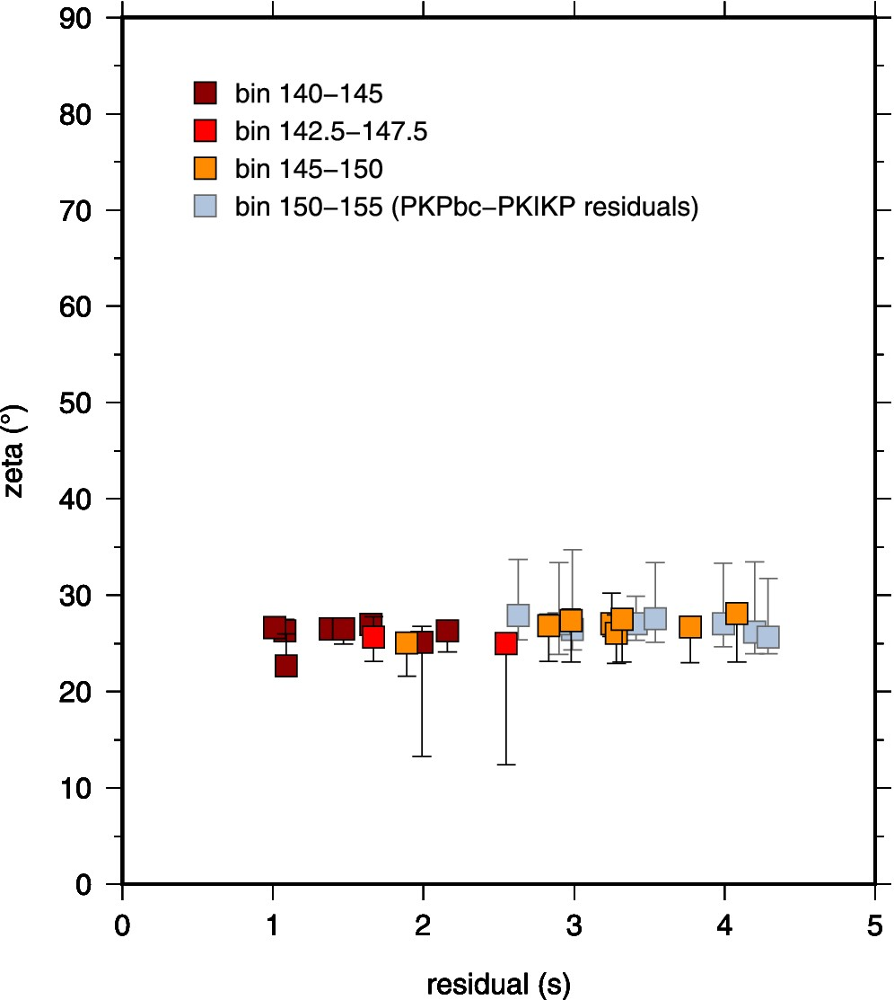 90
80
70
60
50
40
30
20
10
0
zeta (°)
bin 140–145
bin 142.5–147.5
bin 145–150
bin 150–155 (PKPbc–PKIKP residuals)
0 1 2 3 4 5
residual (s)